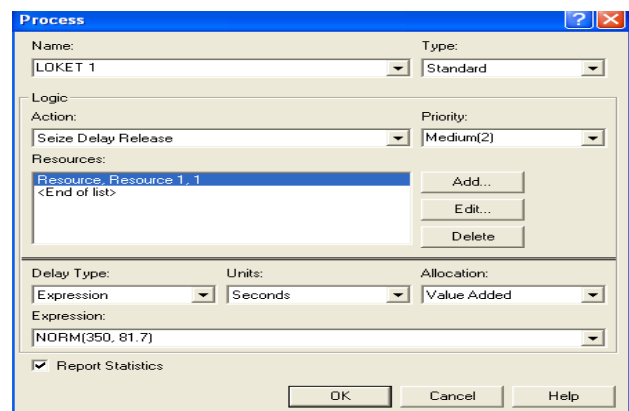 Process
Name: Type:
LOKET 1 Standard
Logic
Action: Priority:
Seize Delay Release Medium(2)
Resources:
Resource, Resource 1, 1 Add...
<End of list>
Edit...
Delete
Delay Type: Units: Allocation:
Expression Seconds Value Added
Expression:
NORM(350, 81.7)
Report Statistics
OK Cancel Help